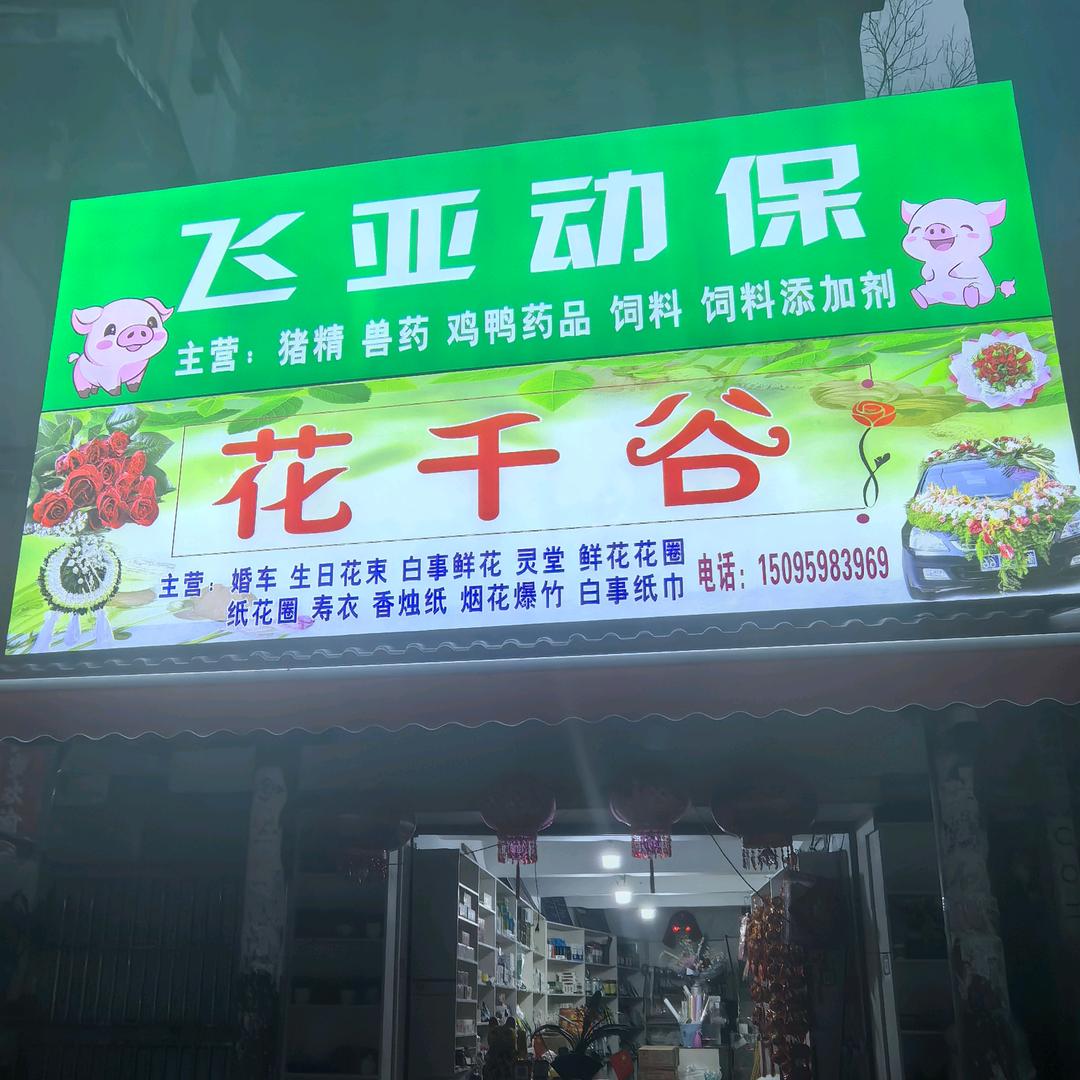 飞亚动保
主营：猪精 兽药 鸡鸭药品 饲料 饲料添加剂
花千谷
主营：婚车 生日花束 白事鲜花 灵堂 鲜花花圈
纸花圈 寿衣 香烛纸 烟花爆竹 白事纸巾
电话：15095983969